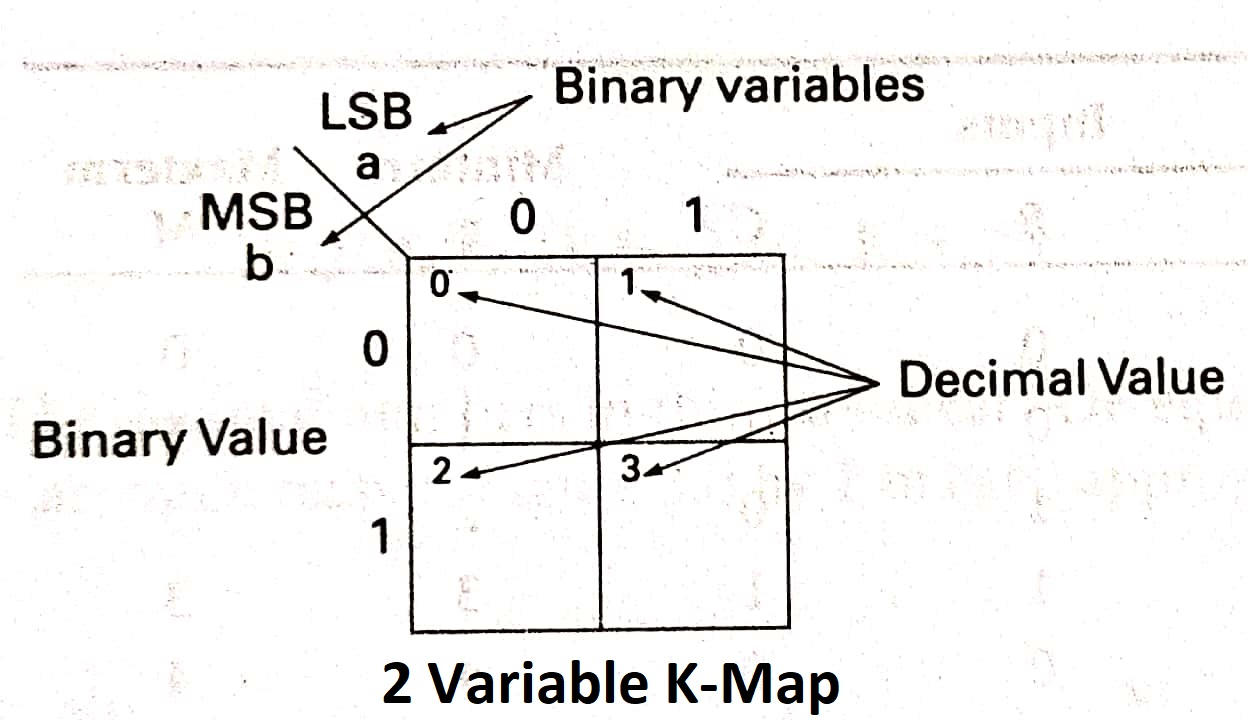 Binary variables
LSB
a
MSB
b
0 1
0 1
0
Decimal Value
Binary Value
2 3
1
2 Variable K-Map